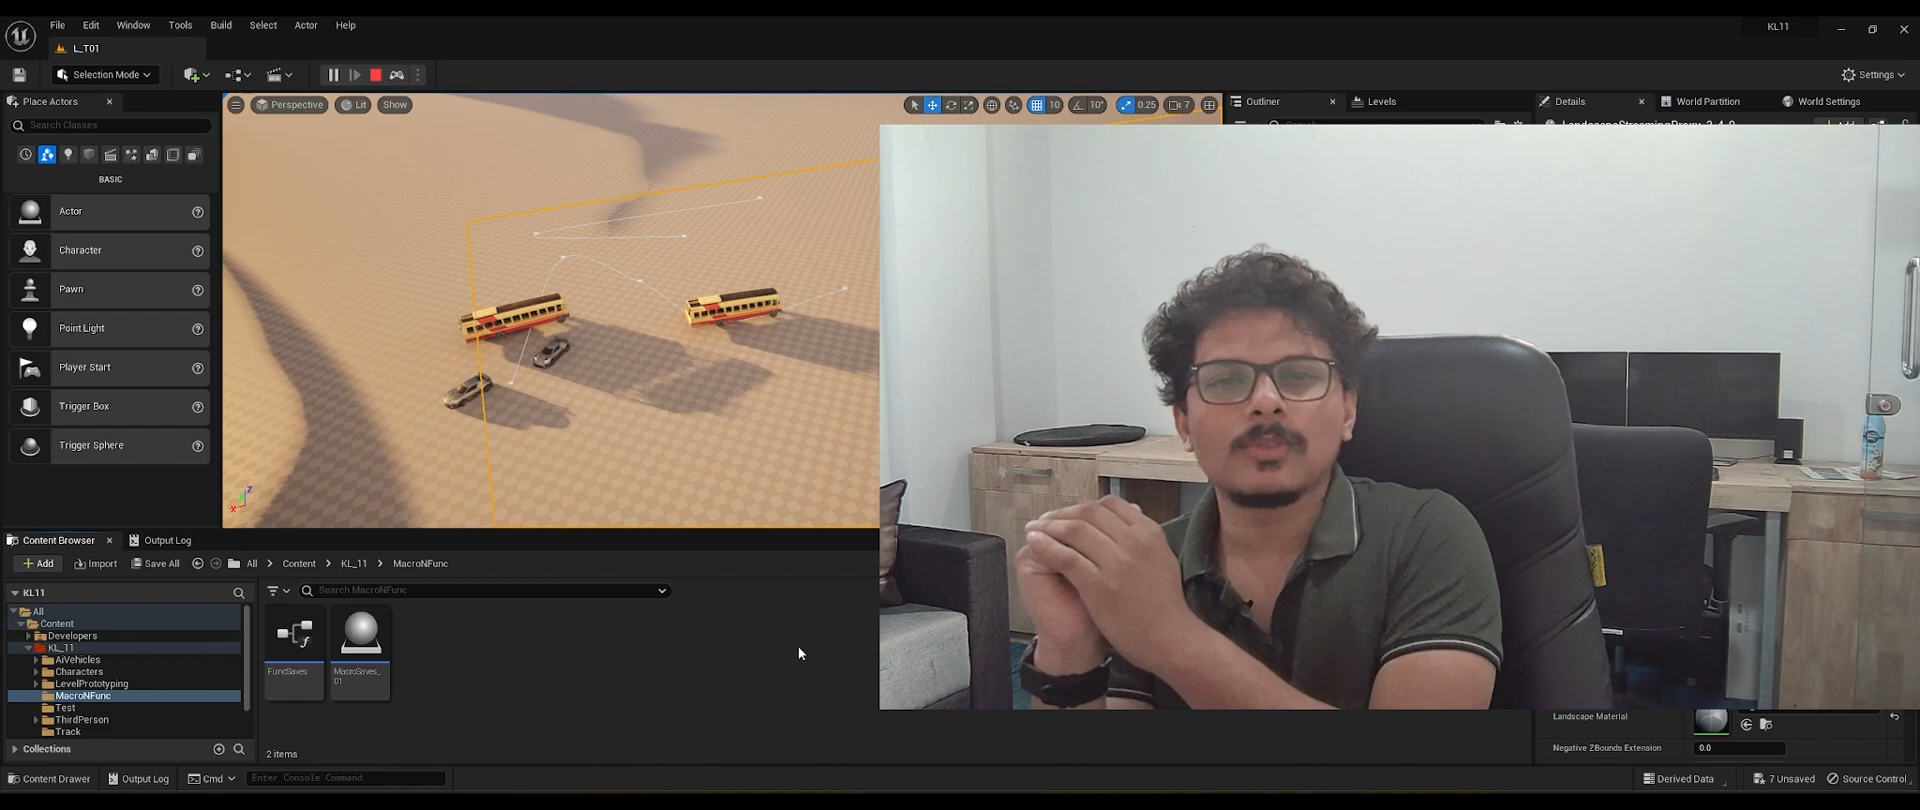 File Edit Window Tools Build Select Actor Help
KL11
L_T01
Selection Mode
Settings
Place Actors
Search Classes
BASIC
Actor
Character
Pawn
Point Light
Player Start
Trigger Box
Trigger Sphere
Perspective Lit Show
10 10° 0.25 7
Outliner Levels
Details World Partition World Settings
Content Browser Output Log
Add Import Save All All Content KL_11 MacroNFunc
KL11
All
Content
Developers
KL_11
AiVehicles
Characters
LevelPrototyping
MacroNFunc
Test
ThirdPerson
Track
Collections
Search MacroNFunc
FuncSaves
MacroSaves_
01
2 items
Landscape Material
Negative ZBounds Extension 0.0
Content Drawer Output Log Cmd Enter Console Command
Derived Data 7 Unsaved Source Control